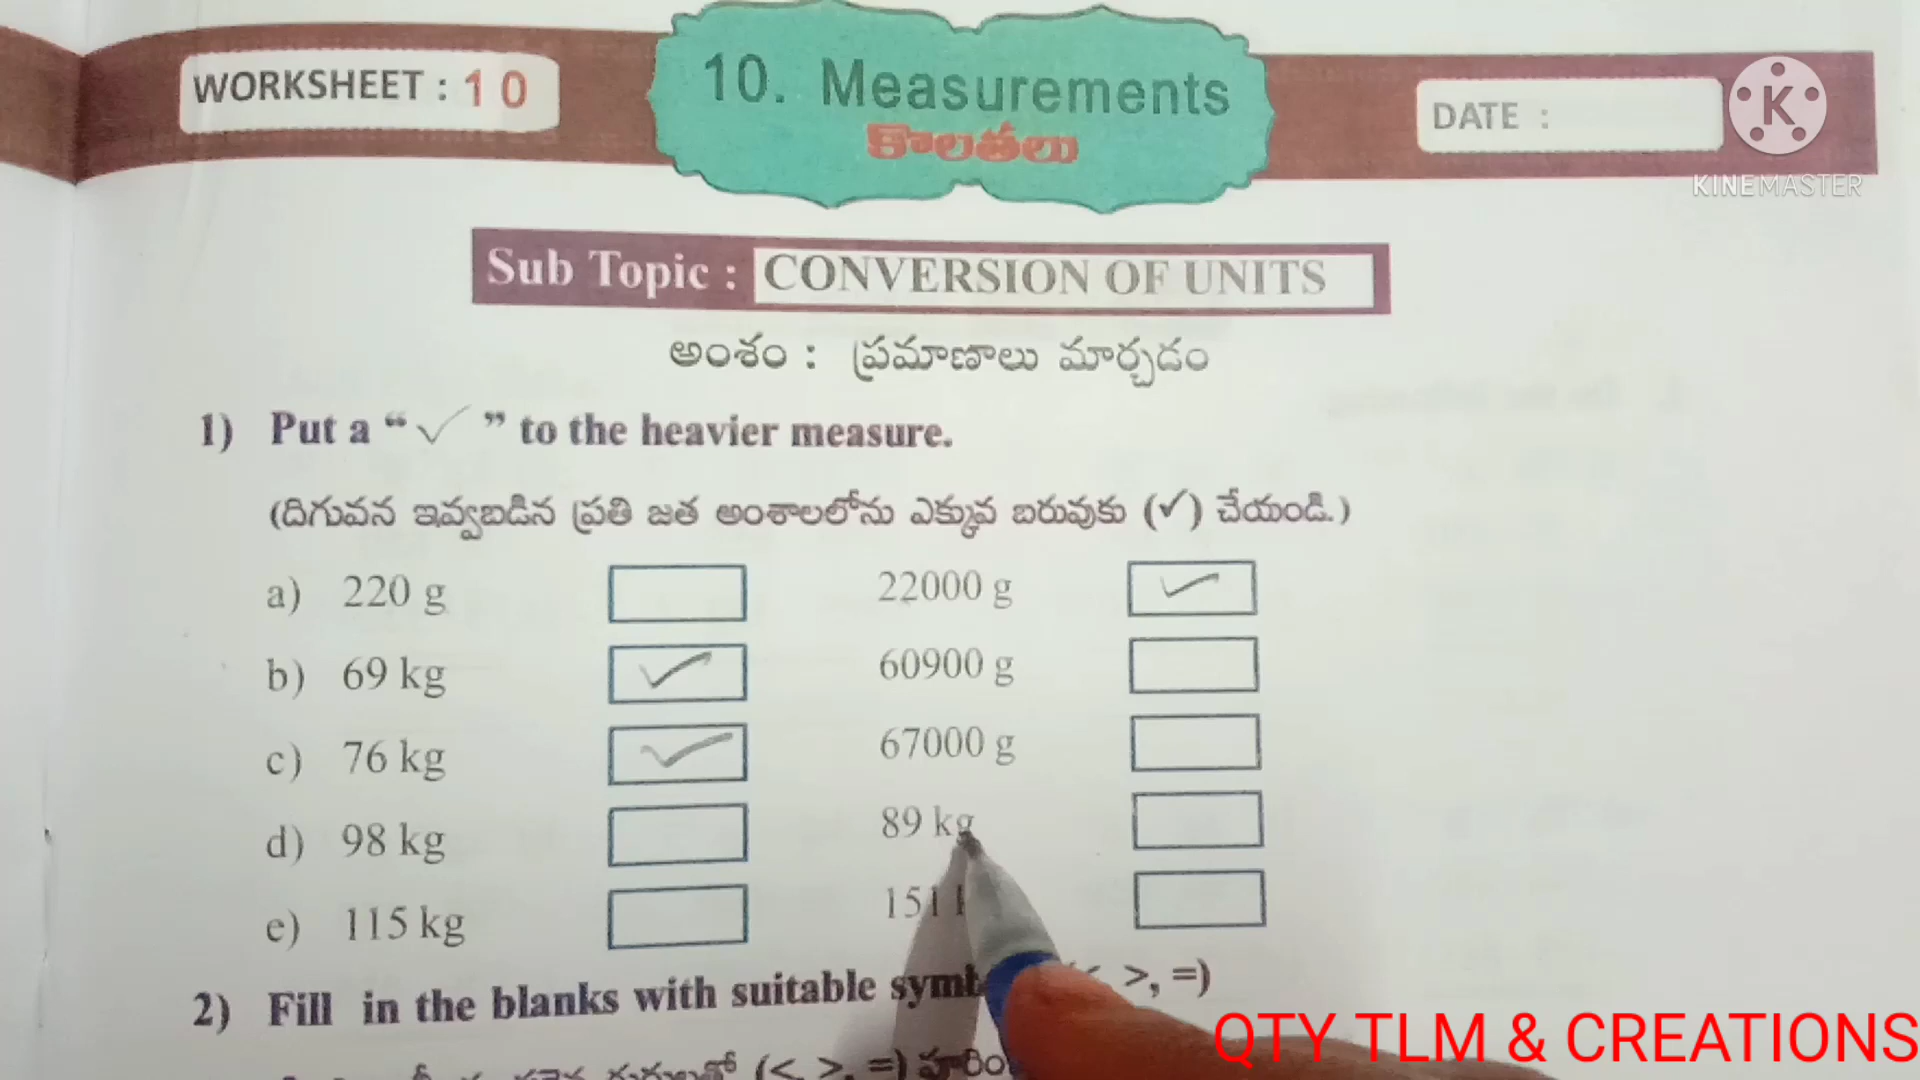 WORKSHEET : 10
10. Measurements
కొలతలు
DATE :
K
KINEMASTER
Sub Topic : CONVERSION OF UNITS
అంశం : ప్రమాణాలు మార్చడం
1) Put a “ ✓ ” to the heavier measure.
(దిగువన ఇవ్వబడిన ప్రతి జత అంశాలలోను ఎక్కువ బరువుకు (✓) చేయండి.)
a) 220 g 22000 g ✓
b) 69 kg ✓ 60900 g
c) 76 kg ✓ 67000 g
d) 98 kg 89 kg
e) 115 kg 151
2) Fill in the blanks with suitable >, =)
(<, >, =)
QTY TLM & CREATIONS